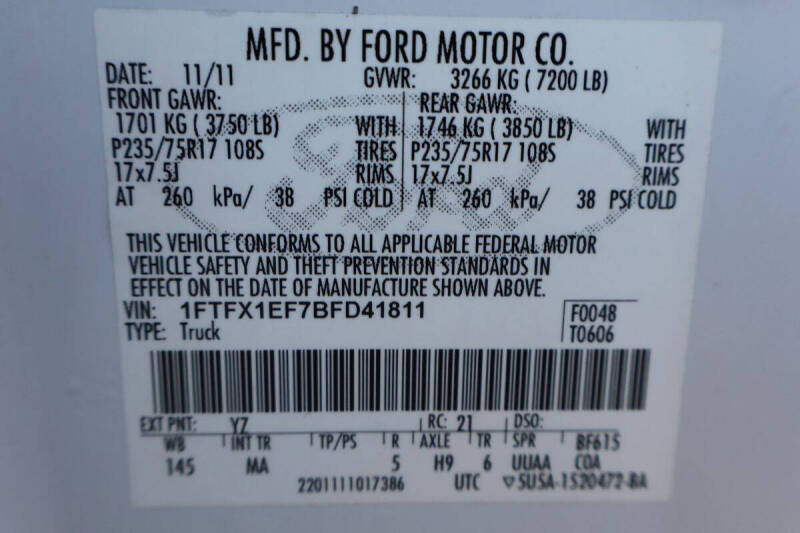 MFD. BY FORD MOTOR CO.
DATE: 11/11 GVWR: 3266 KG ( 7200 LB)
FRONT GAWR: REAR GAWR:
1701 KG ( 3750 LB) WITH 1746 KG ( 3850 LB) WITH
P235/75R17 108S TIRES P235/75R17 108S TIRES
17x7.5J RIMS 17x7.5J RIMS
AT 260 kPa/ 38 PSI COLD AT 260 kPa/ 38 PSI COLD
Ford
THIS VEHICLE CONFORMS TO ALL APPLICABLE FEDERAL MOTOR
VEHICLE SAFETY AND THEFT PREVENTION STANDARDS IN
EFFECT ON THE DATE OF MANUFACTURE SHOWN ABOVE.
VIN: 1FTFX1EF7BFD41811 F0048
TYPE: Truck T0606
EXT PNT: YZ RC: 21 DSO:
WB INT TR TP/PS R AXLE TR SPR BF615
145 MA 5 H9 6 UUAA COA
2201111017386 UTC ▽5USA-1520472-BA